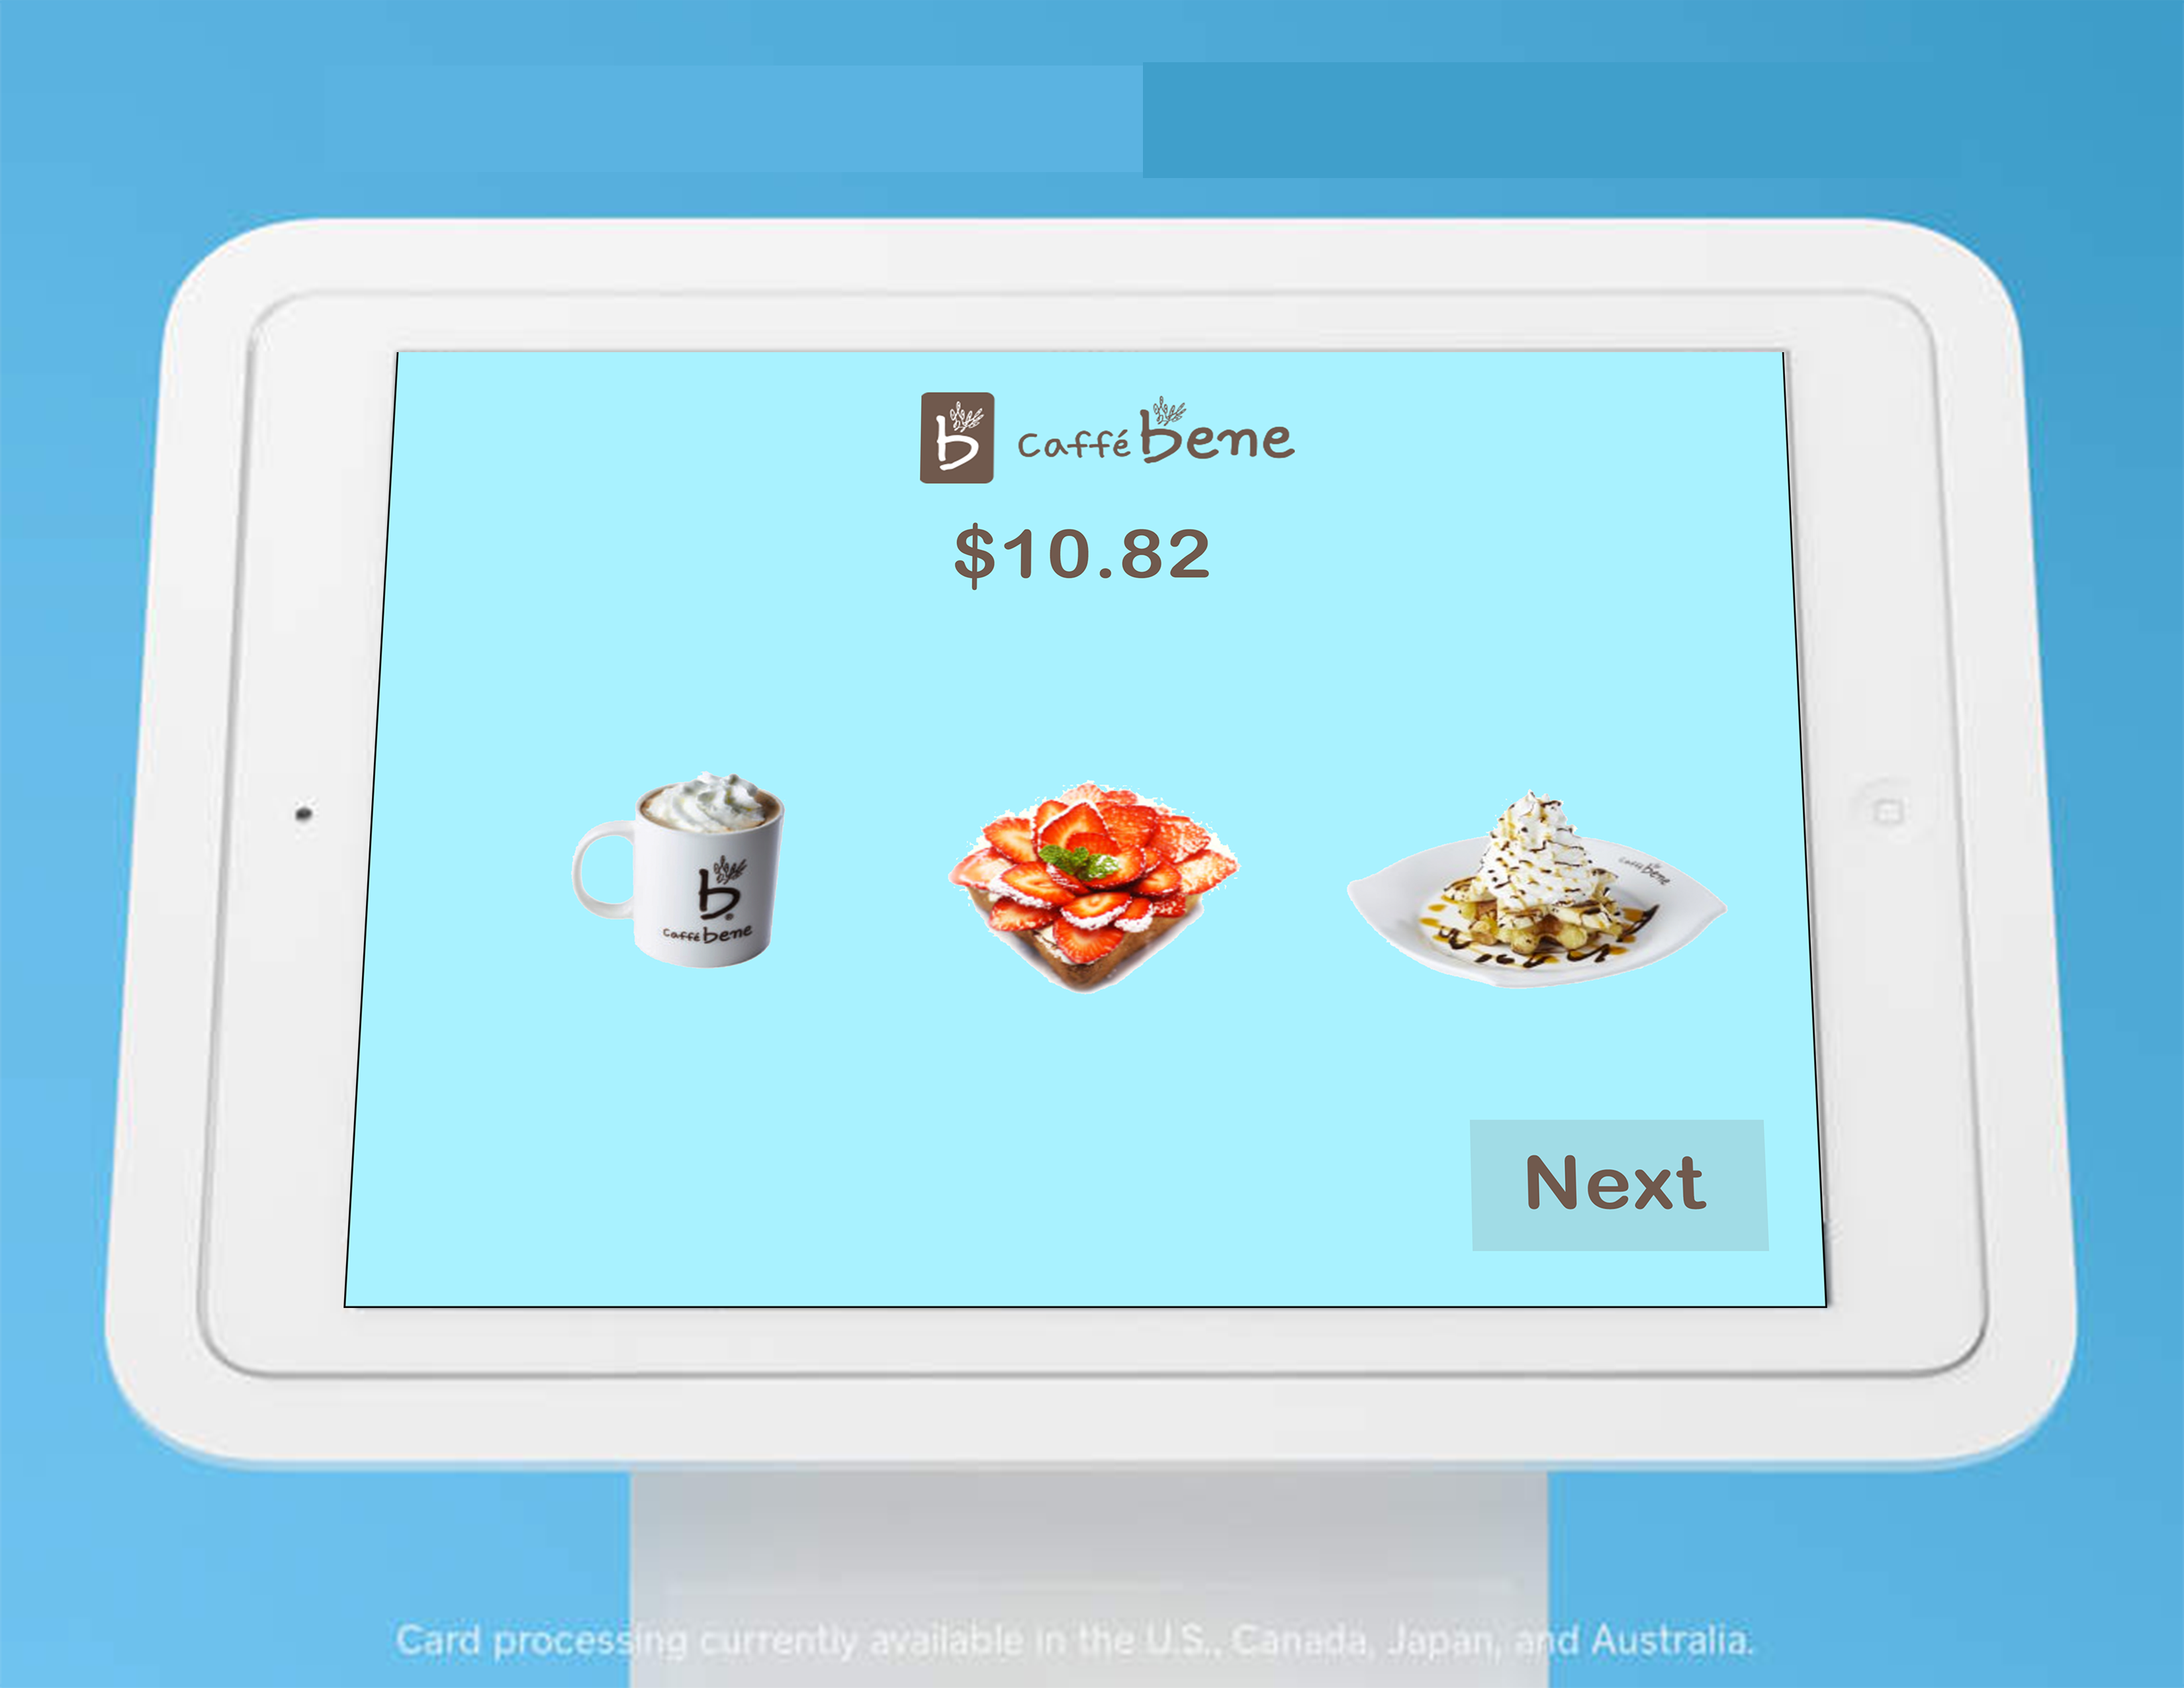 b Caffé bene
$10.82
b
Caffé bene
Caffé bene
Next
Card processing currently available in the U.S., Canada, Japan, and Australia.